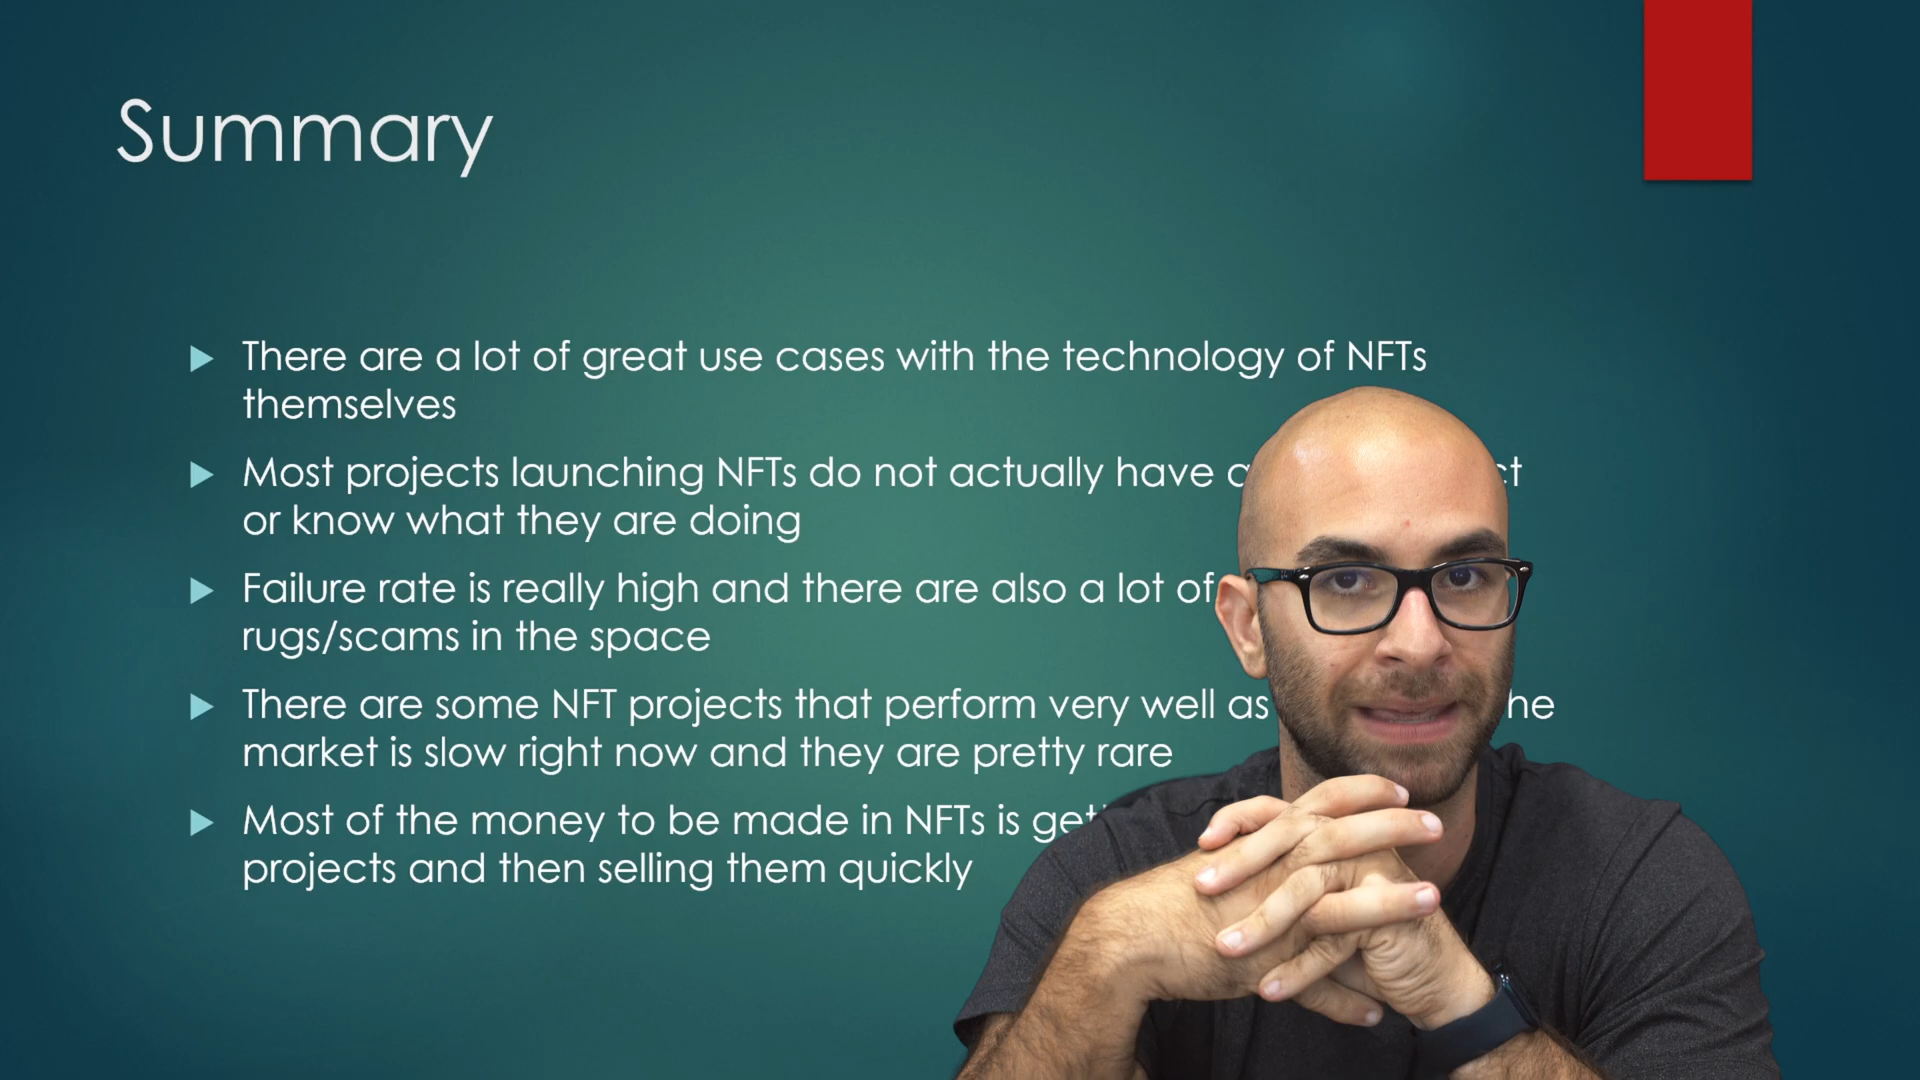 Summary
There are a lot of great use cases with the technology of NFTs
themselves
Most projects launching NFTs do not actually have a
or know what they are doing
Failure rate is really high and there are also a lot of
rugs/scams in the space
There are some NFT projects that perform very well as
market is slow right now and they are pretty rare
Most of the money to be made in NFTs is
projects and then selling them quickly